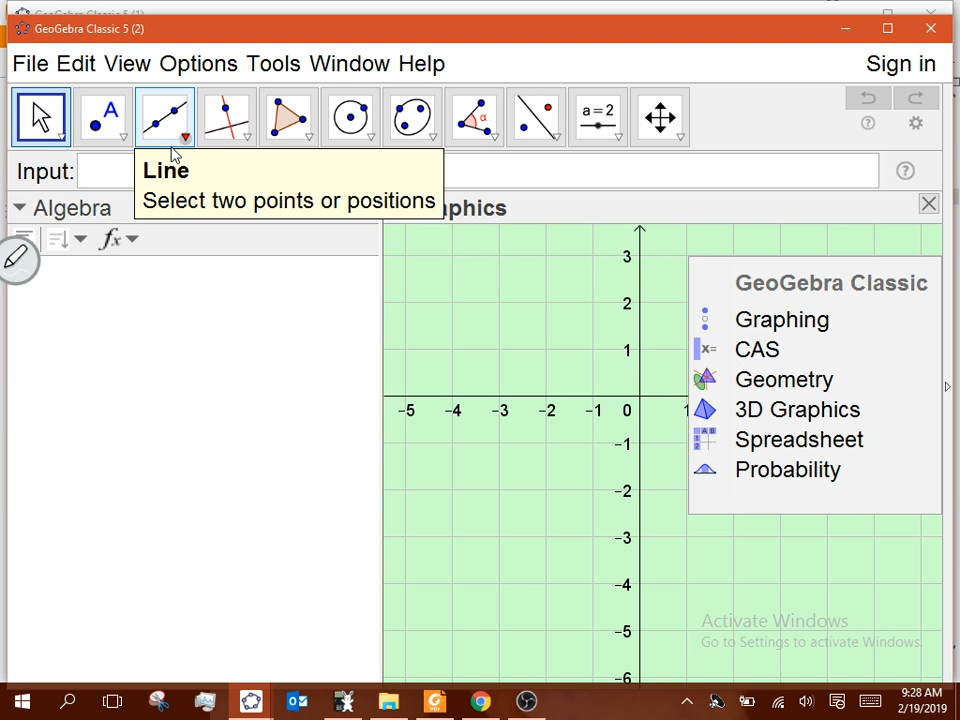 GeoGebra Classic 5 (2)
File Edit View Options Tools Window Help
Sign in
A
α
a = 2
Input:
Line
Select two points or positions
Algebra
aphics
fx
3
2
1
-5 -4 -3 -2 -1 0 1
-1
-2
-3
-4
-5
-6
GeoGebra Classic
Graphing
x= CAS
Geometry
3D Graphics
A B
1
2
Spreadsheet
Probability
Activate Windows
Go to Settings to activate Windows.
9:28 AM
2/19/2019